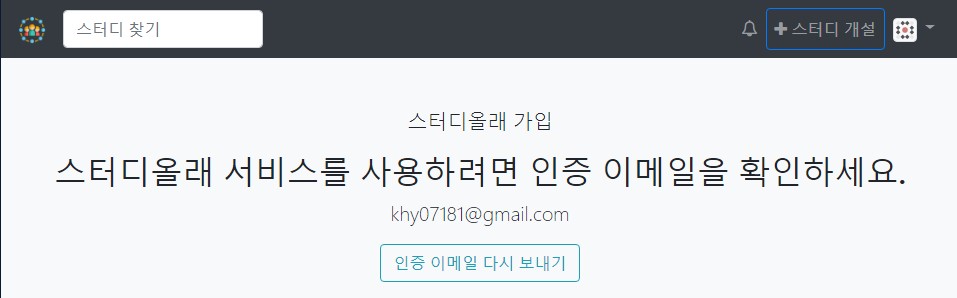 스터디 찾기
스터디 개설
스터디올래 가입
스터디올래 서비스를 사용하려면 인증 이메일을 확인하세요.
khy07181@gmail.com
인증 이메일 다시 보내기